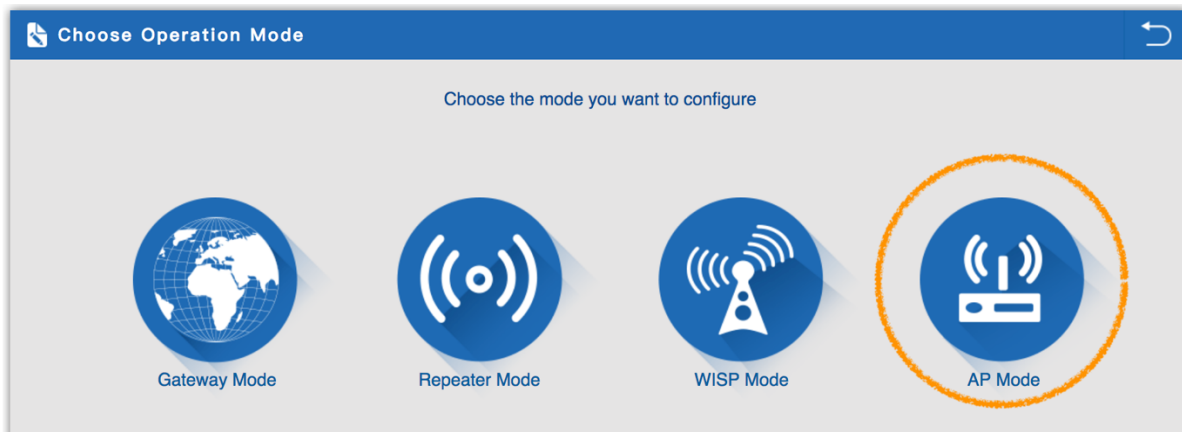 Choose Operation Mode
Choose the mode you want to configure
Gateway Mode
Repeater Mode
WISP Mode
AP Mode